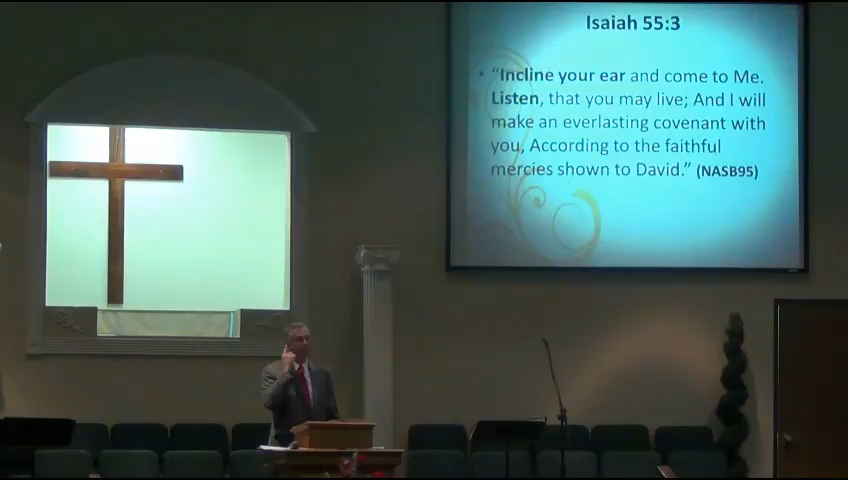 Isaiah 55:3
• “Incline your ear and come to Me.
Listen, that you may live; And I will
make an everlasting covenant with
you, According to the faithful
mercies shown to David.” (NASB95)